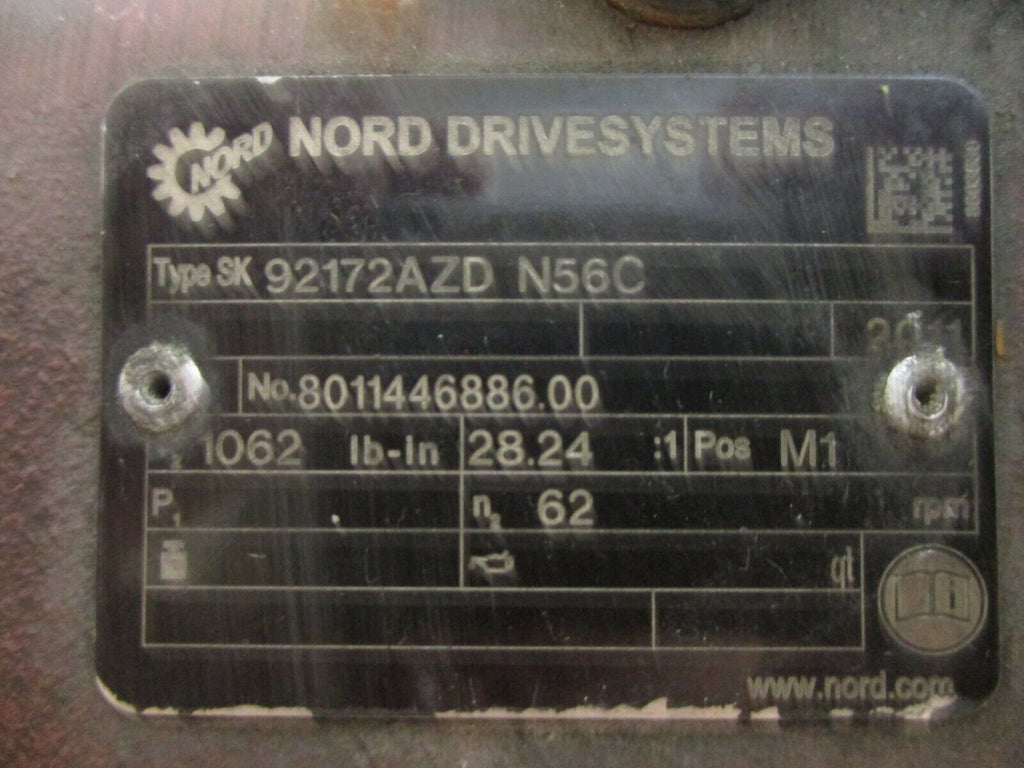 NORD NORD DRIVESYSTEMS
Type SK 92172AZD N56C
2011
No. 8011446886.00
2 1062 lb-in 28.24 :1 Pos M1
P1 n2 62 rpm
qt
www.nord.com